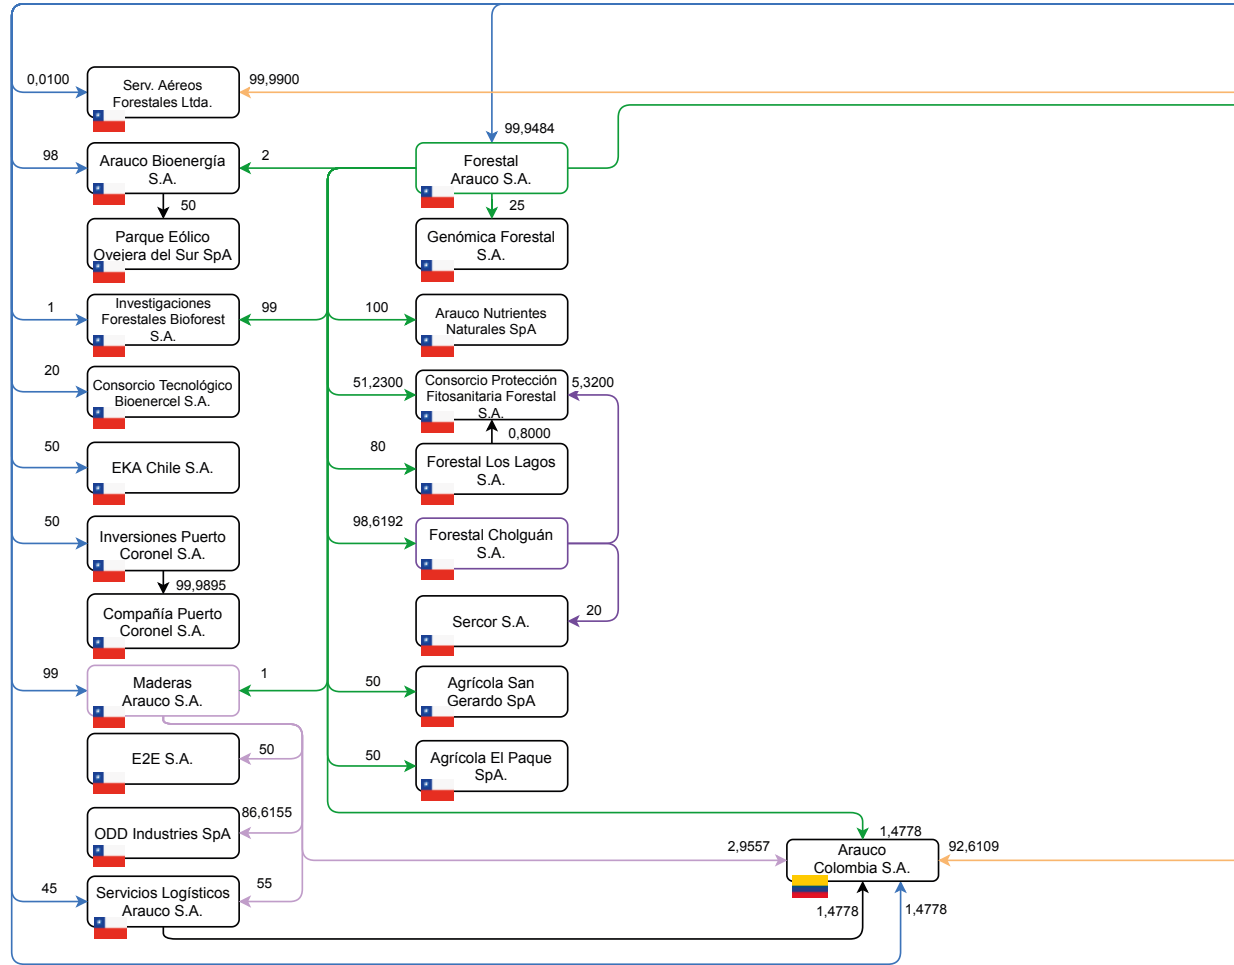 0,0100
Serv. Aéreos
Forestales Ltda.
99,9900
99,9484
98
Arauco Bioenergía
S.A.
2
Forestal
Arauco S.A.
50
25
Parque Eólico
Ovejera del Sur SpA
Genómica Forestal
S.A.
1
Investigaciones
Forestales Bioforest
S.A.
99
100
Arauco Nutrientes
Naturales SpA
20
Consorcio Tecnológico
Bioenercel S.A.
51,2300
Consorcio Protección
Fitosanitaria Forestal
S.A.
5,3200
0,8000
50
EKA Chile S.A.
80
Forestal Los Lagos
S.A.
50
Inversiones Puerto
Coronel S.A.
98,6192
Forestal Cholguán
S.A.
99,9895
Compañía Puerto
Coronel S.A.
Sercor S.A.
20
99
Maderas
Arauco S.A.
1
50
Agrícola San
Gerardo SpA
E2E S.A.
50
50
Agrícola El Paque
SpA.
ODD Industries SpA
86,6155
1,4778
2,9557
Arauco
Colombia S.A.
92,6109
45
Servicios Logísticos
Arauco S.A.
55
1,4778
1,4778